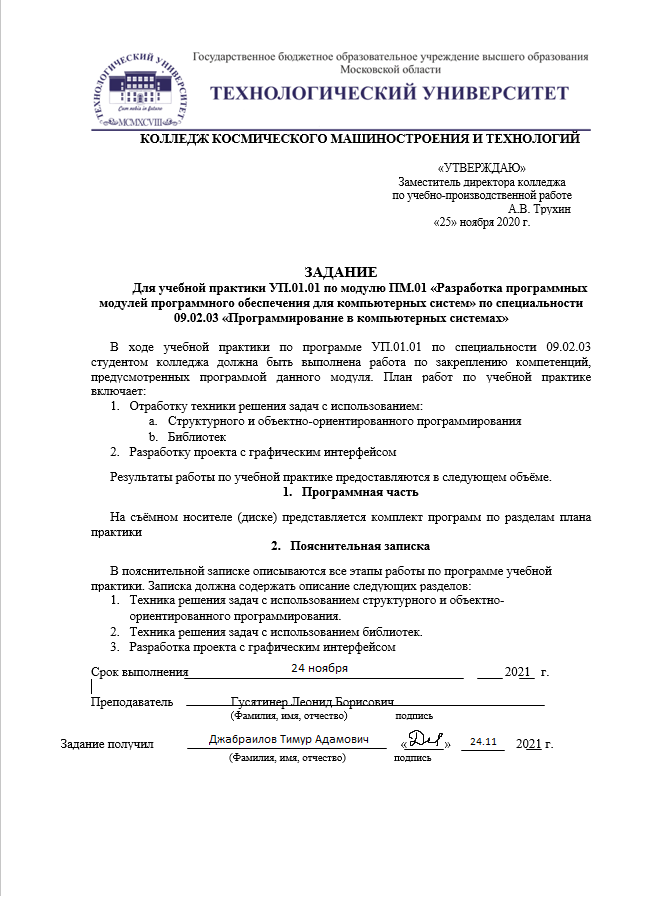 ТЕХНОЛОГИЧЕСКИЙ УНИВЕРСИТЕТ
Cum nobis in futuro
MCMXCVIII
Государственное бюджетное образовательное учреждение высшего образования
Московской области
ТЕХНОЛОГИЧЕСКИЙ УНИВЕРСИТЕТ
КОЛЛЕДЖ КОСМИЧЕСКОГО МАШИНОСТРОЕНИЯ И ТЕХНОЛОГИЙ
«УТВЕРЖДАЮ»
Заместитель директора колледжа
по учебно-производственной работе
А.В. Трухин
«25» ноября 2020 г.
ЗАДАНИЕ
Для учебной практики УП.01.01 по модулю ПМ.01 «Разработка программных
модулей программного обеспечения для компьютерных систем» по специальности
09.02.03 «Программирование в компьютерных системах»
В ходе учебной практики по программе УП.01.01 по специальности 09.02.03
студентом колледжа должна быть выполнена работа по закреплению компетенций,
предусмотренных программой данного модуля. План работ по учебной практике
включает:
1. Отработку техники решения задач с использованием:
a. Структурного и объектно-ориентированного программирования
b. Библиотек
2. Разработку проекта с графическим интерфейсом
Результаты работы по учебной практике предоставляются в следующем объёме.
1. Программная часть
На съёмном носителе (диске) представляется комплект программ по разделам плана
практики
2. Пояснительная записка
В пояснительной записке описываются все этапы работы по программе учебной
практики. Записка должна содержать описание следующих разделов:
1. Техника решения задач с использованием структурного и объектно-
ориентированного программирования.
2. Техника решения задач с использованием библиотек.
3. Разработка проекта с графическим интерфейсом
Срок выполнения 24 ноября 2021 г.
Преподаватель Гусятинер Леонид Борисович
(Фамилия, имя, отчество) подпись
Задание получил Джабраилов Тимур Адамович « » 24.11 2021 г.
(Фамилия, имя, отчество) подпись